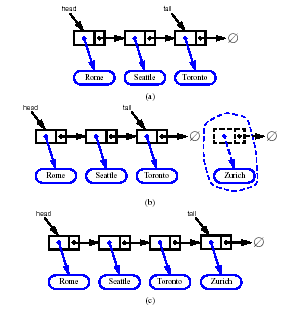 head tail
∅
Rome Seattle Toronto
(a)
head tail
∅ ∅
Rome Seattle Toronto Zurich
(b)
head tail
∅
Rome Seattle Toronto Zurich
(c)